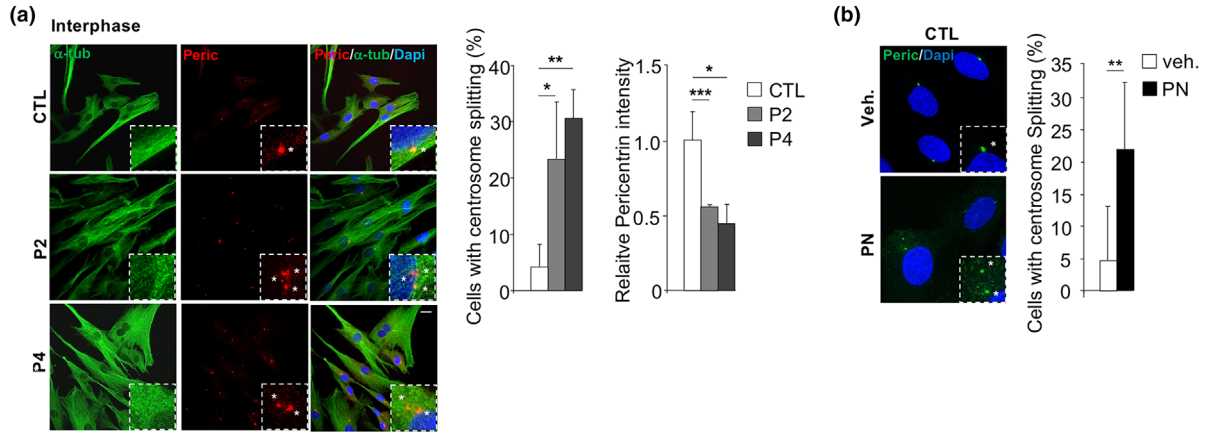 (a)
Interphase
α-tub
Peric
Peric/α-tub/Dapi
CTL
*
*
P2
* *
* *
* *
* *
P4
* *
* *
Cells with centrosome splitting (%)
40
30
20
10
0
**
*
Relaitve Pericentrin intensity
1.5
1.0
0.5
0
*
***
CTL
P2
P4
(b)
CTL
Peric/Dapi
Veh.
*
PN
*
*
Cells with centrosome Splitting (%)
35
30
25
20
15
10
5
0
**
veh.
PN